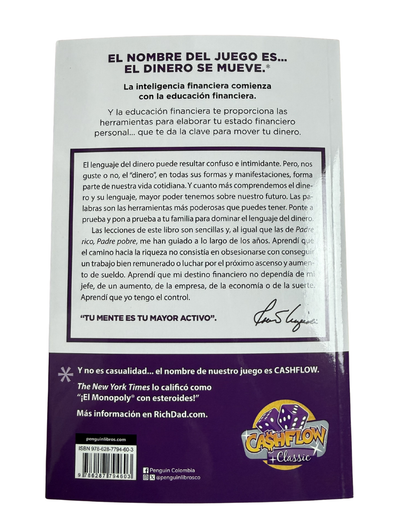 EL NOMBRE DEL JUEGO ES...
EL DINERO SE MUEVE.*
La inteligencia financiera comienza
con la educación financiera.
Y la educación financiera te proporciona las
herramientas para elaborar tu estado financiero
personal... que te da la clave para mover tu dinero.
El lenguaje del dinero puede resultar confuso e intimidante. Pero, nos
guste o no, el “dinero”, en todas sus formas y manifestaciones, forma
parte de nuestra vida cotidiana. Y cuanto más comprendemos el dine-
ro y su lenguaje, mayor poder tenemos sobre nuestro futuro. Las pa-
labras son las herramientas más poderosas que puedes tener. Ponte a
prueba y pon a prueba a tu familia para dominar el lenguaje del dinero.
Las lecciones de este libro son sencillas y, al igual que las de Padre
rico, Padre pobre, me han guiado a lo largo de los años. Aprendí que
el camino hacia la riqueza no consistía en obsesionarse con conseguir
un trabajo bien remunerado o luchar por el próximo ascenso y aumen-
to de sueldo. Aprendí que mi destino financiero no dependía de mi
jefe, de un aumento, de la empresa, de la economía o de la suerte.
Aprendí que yo tengo el control.
“TU MENTE ES TU MAYOR ACTIVO”.
* Y no es casualidad... el nombre de nuestro juego es CASHFLOW.
The New York Times lo calificó como
“¡El Monopoly® con esteroides!”
Más información en RichDad.com.
CASHFLOW
Classic
penguinlibros.com
ISBN 978-628-7794-60-3
9 786287 794603
Penguin Colombia
@penguinlibrosco